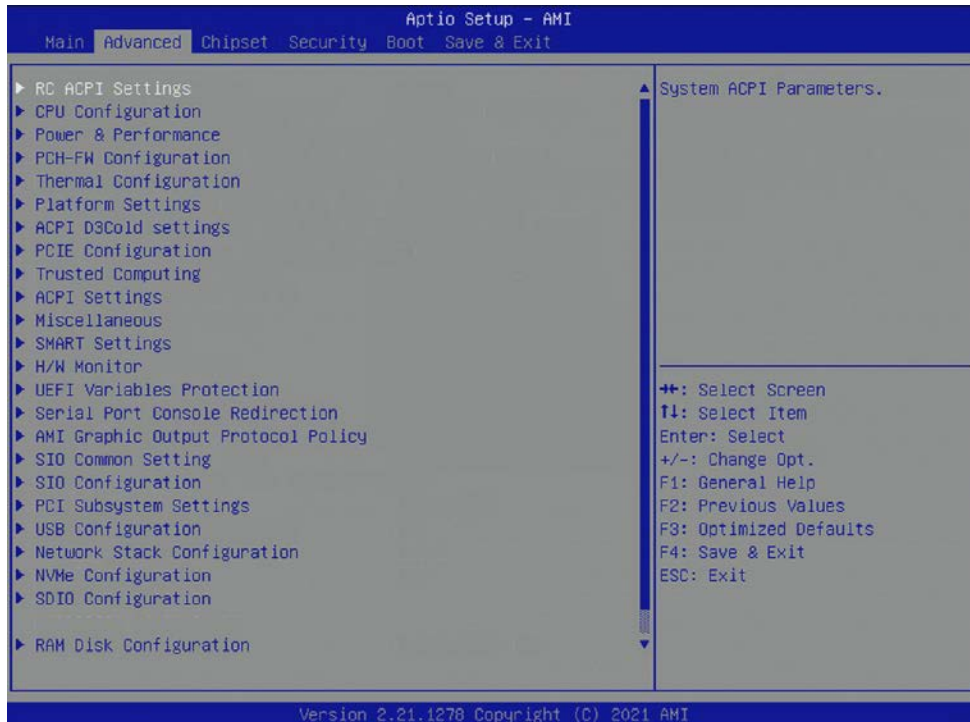 Aptio Setup – AMI
Main Advanced Chipset Security Boot Save & Exit
▶ RC ACPI Settings
▶ CPU Configuration
▶ Power & Performance
▶ PCH-FW Configuration
▶ Thermal Configuration
▶ Platform Settings
▶ ACPI D3Cold settings
▶ PCIE Configuration
▶ Trusted Computing
▶ ACPI Settings
▶ Miscellaneous
▶ SMART Settings
▶ H/W Monitor
▶ UEFI Variables Protection
▶ Serial Port Console Redirection
▶ AMI Graphic Output Protocol Policy
▶ SIO Common Setting
▶ SIO Configuration
▶ PCI Subsystem Settings
▶ USB Configuration
▶ Network Stack Configuration
▶ NVMe Configuration
▶ SDIO Configuration
▶ RAM Disk Configuration
System ACPI Parameters.
→←: Select Screen
↑↓: Select Item
Enter: Select
+/-: Change Opt.
F1: General Help
F2: Previous Values
F3: Optimized Defaults
F4: Save & Exit
ESC: Exit
Version 2.21.1278 Copyright (C) 2021 AMI